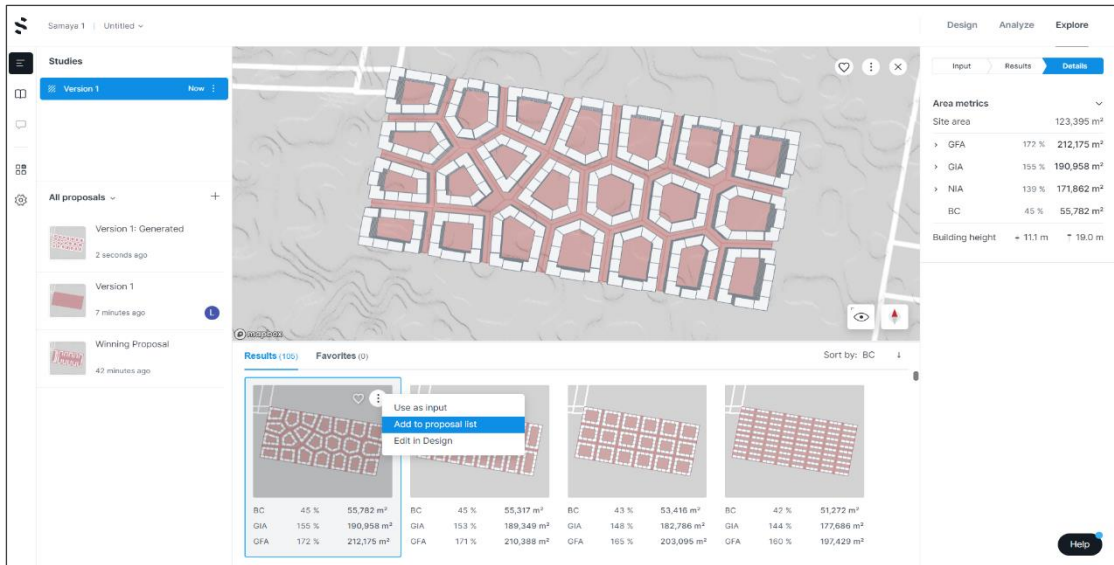 Samaya 1 | Untitled
Design Analyze Explore
Studies
Version 1 Now
All proposals +
Version 1: Generated
2 seconds ago
Version 1
7 minutes ago
L
Winning Proposal
42 minutes ago
mapbox
Input Results Details
Area metrics
Site area 123,395 m²
GFA 172 % 212,175 m²
GIA 155 % 190,958 m²
NIA 139 % 171,862 m²
BC 45 % 55,782 m²
Building height 11.1 m 19.0 m
Results (105) Favorites (0) Sort by: BC ↓
Use as input
Add to proposal list
Edit in Design
BC 45 % 55,782 m² BC 45 % 55,317 m² BC 43 % 53,416 m² BC 42 % 51,272 m²
GIA 155 % 190,958 m² GIA 153 % 189,349 m² GIA 148 % 182,786 m² GIA 144 % 177,686 m²
GFA 172 % 212,175 m² GFA 171 % 210,388 m² GFA 165 % 203,095 m² GFA 160 % 197,429 m²
Help